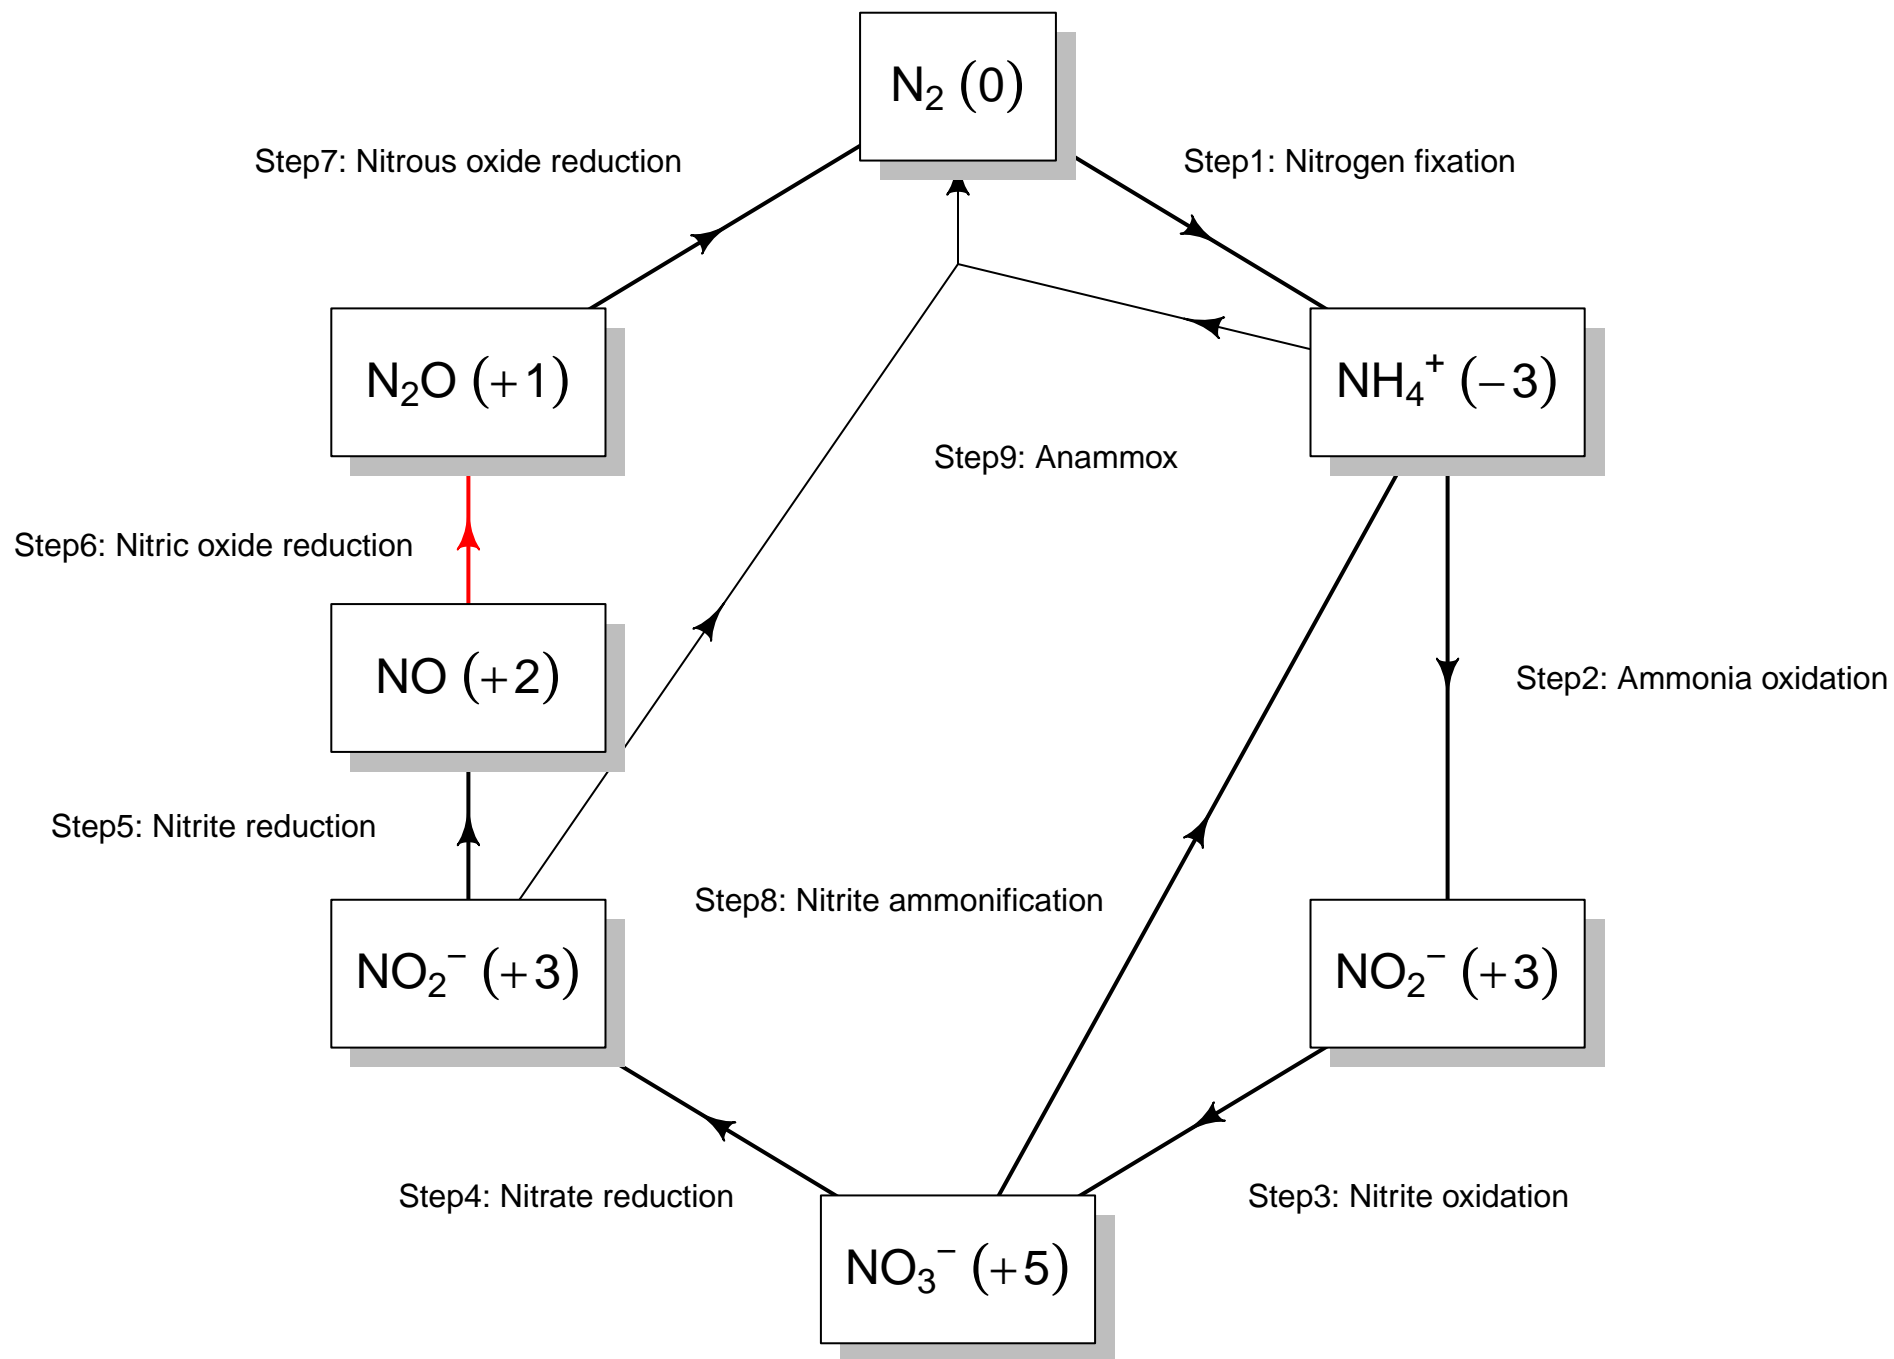 N₂ (0)
Step7: Nitrous oxide reduction
Step1: Nitrogen fixation
N₂O (+1)
NH₄⁺ (−3)
Step9: Anammox
Step6: Nitric oxide reduction
NO (+2)
Step2: Ammonia oxidation
Step5: Nitrite reduction
Step8: Nitrite ammonification
NO₂⁻ (+3)
NO₂⁻ (+3)
Step4: Nitrate reduction
Step3: Nitrite oxidation
NO₃⁻ (+5)